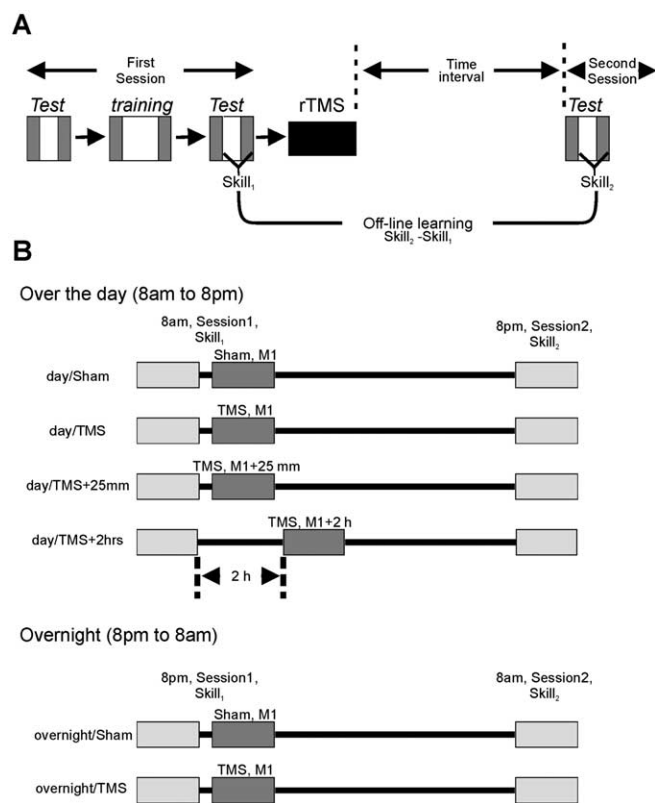 A
First
Session
Time
interval
Second
Session
Test
training
Test
rTMS
Test
Skill₁
Skill₂
Off-line learning
Skill₂ -Skill₁
B
Over the day (8am to 8pm)
8am, Session1,
Skill₁
8pm, Session2,
Skill₂
Sham, M1
day/Sham
TMS, M1
day/TMS
TMS, M1+25 mm
day/TMS+25mm
TMS, M1+2 h
day/TMS+2hrs
2 h
Overnight (8pm to 8am)
8pm, Session1,
Skill₁
8am, Session2,
Skill₂
Sham, M1
overnight/Sham
TMS, M1
overnight/TMS